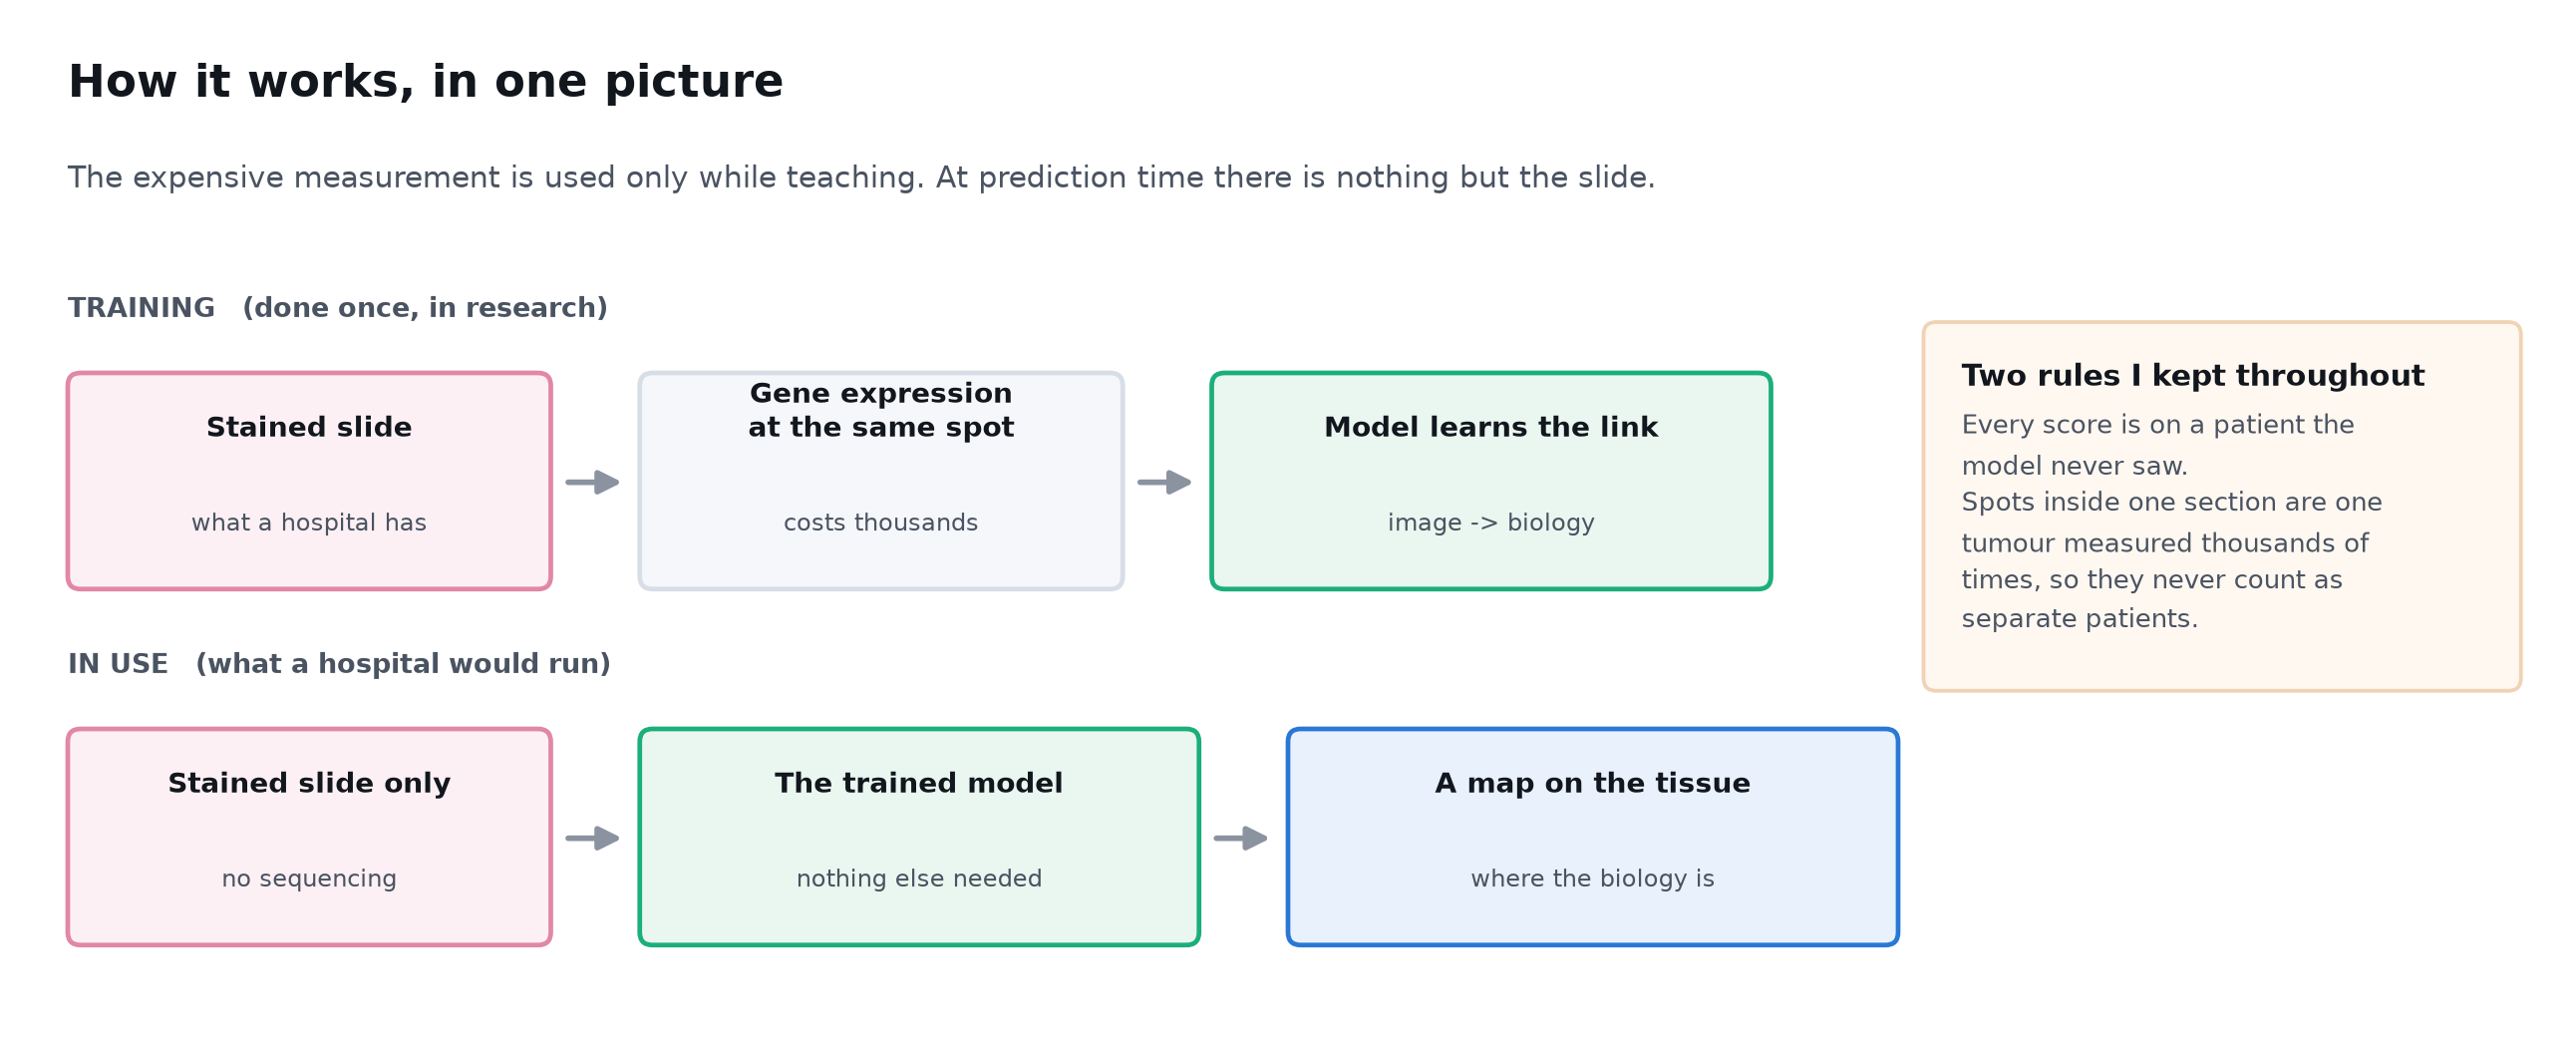 How it works, in one picture
The expensive measurement is used only while teaching. At prediction time there is nothing but the slide.
TRAINING (done once, in research)
Stained slide
what a hospital has
Gene expression
at the same spot
costs thousands
Model learns the link
image -> biology
Two rules I kept throughout
Every score is on a patient the
model never saw.
Spots inside one section are one
tumour measured thousands of
times, so they never count as
separate patients.
IN USE (what a hospital would run)
Stained slide only
no sequencing
The trained model
nothing else needed
A map on the tissue
where the biology is